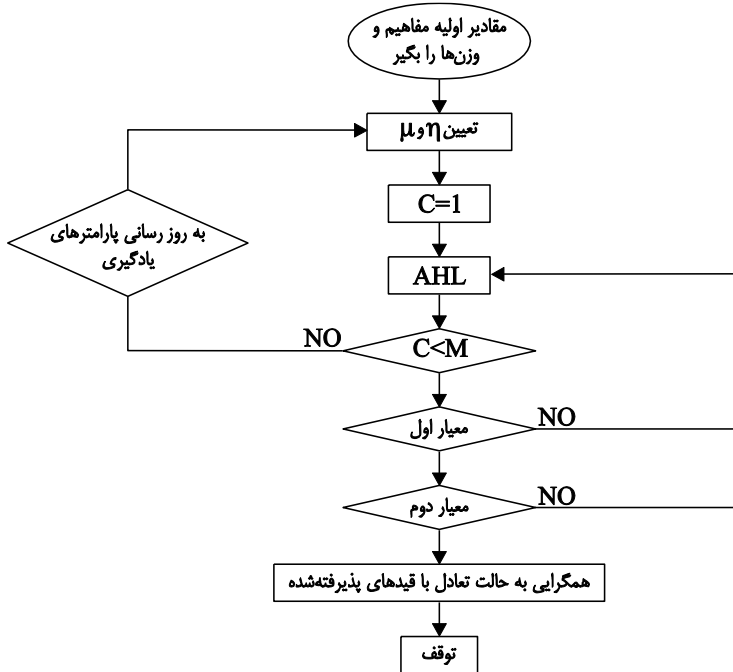 مقادیر اولیه مفاهیم و
وزن‌ها را بگیر
تعیین η و μ
C=1
به روز رسانی پارامترهای
یادگیری
AHL
NO
C<M
معیار اول
NO
معیار دوم
NO
همگرایی به حالت تعادل با قیدهای پذیرفته‌شده
توقف